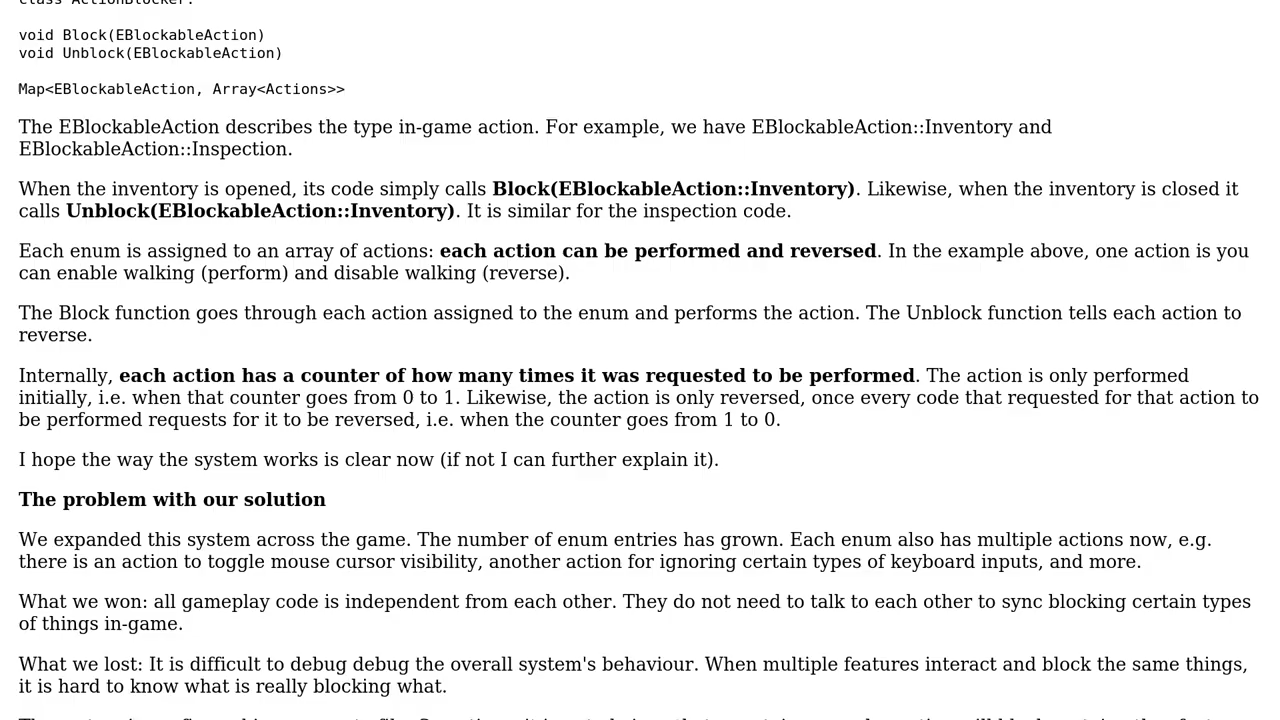 class ActionBlocker:
void Block(EBlockableAction)
void Unblock(EBlockableAction)
Map<EBlockableAction, Array<Actions>>
The EBlockableAction describes the type in-game action. For example, we have EBlockableAction::Inventory and
EBlockableAction::Inspection.
When the inventory is opened, its code simply calls Block(EBlockableAction::Inventory). Likewise, when the inventory is closed it
calls Unblock(EBlockableAction::Inventory). It is similar for the inspection code.
Each enum is assigned to an array of actions: each action can be performed and reversed. In the example above, one action is you
can enable walking (perform) and disable walking (reverse).
The Block function goes through each action assigned to the enum and performs the action. The Unblock function tells each action to
reverse.
Internally, each action has a counter of how many times it was requested to be performed. The action is only performed
initially, i.e. when that counter goes from 0 to 1. Likewise, the action is only reversed, once every code that requested for that action to
be performed requests for it to be reversed, i.e. when the counter goes from 1 to 0.
I hope the way the system works is clear now (if not I can further explain it).
The problem with our solution
We expanded this system across the game. The number of enum entries has grown. Each enum also has multiple actions now, e.g.
there is an action to toggle mouse cursor visibility, another action for ignoring certain types of keyboard inputs, and more.
What we won: all gameplay code is independent from each other. They do not need to talk to each other to sync blocking certain types
of things in-game.
What we lost: It is difficult to debug debug the overall system's behaviour. When multiple features interact and block the same things,
it is hard to know what is really blocking what.